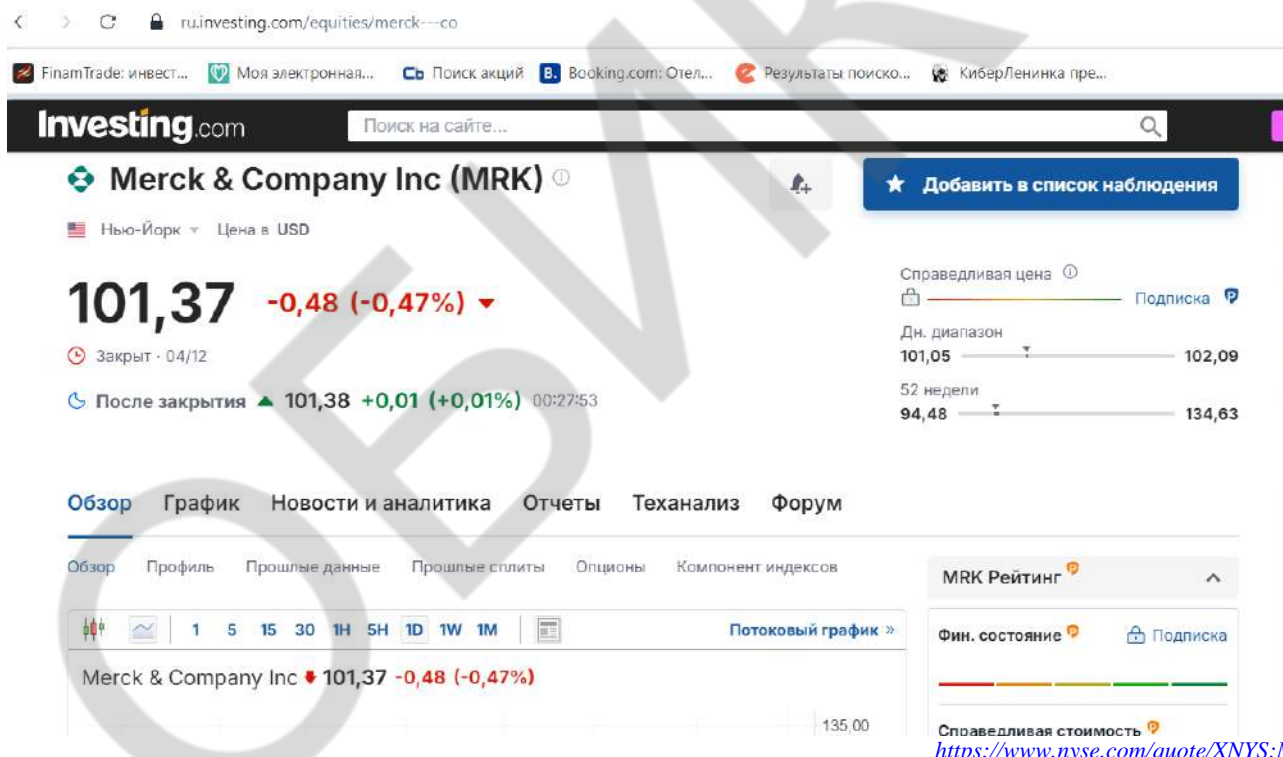 ru.investing.com/equities/merck---co
FinamTrade: инвест... Моя электронная... Cb Поиск акций B. Booking.com: Отел... Результаты поиско... КиберЛенинка пре...
Investing.com Поиск на сайте...
Merck & Company Inc (MRK)
Добавить в список наблюдения
Нью-Йорк Цена в USD
101,37 -0,48 (-0,47%)
Справедливая цена
Подписка
Закрыт · 04/12
Дн. диапазон
101,05 102,09
После закрытия 101,38 +0,01 (+0,01%) 00:27:53
52 недели
94,48 134,63
Обзор График Новости и аналитика Отчеты Теханализ Форум
Обзор Профиль Прошлые данные Прошлые сплиты Опционы Компонент индексов
MRK Рейтинг
1 5 15 30 1H 5H 1D 1W 1M Потоковый график »
Фин. состояние Подписка
Merck & Company Inc 101,37 -0,48 (-0,47%)
135,00
Справедливая стоимость
https://www.nyse.com/quote/XNYS:
ОБИК